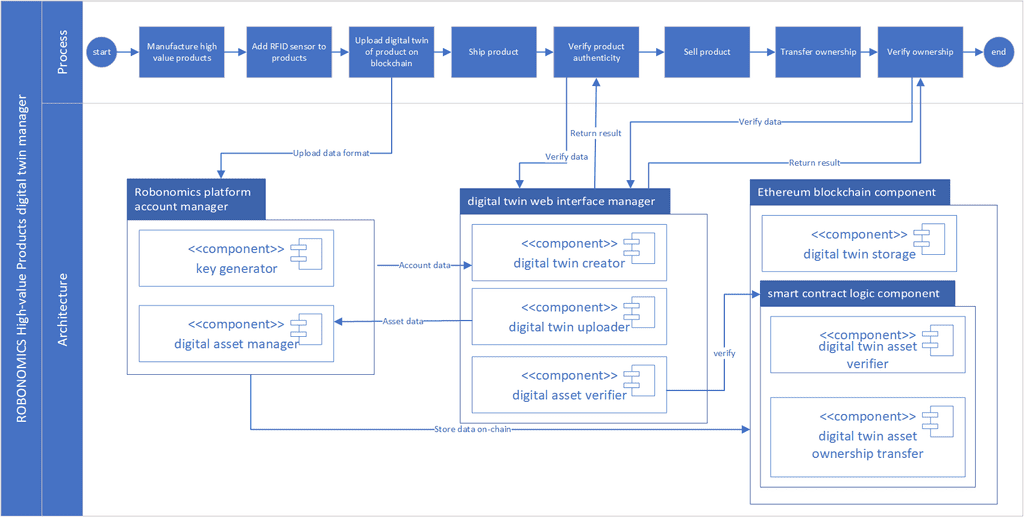 ROBONOMICS High-value Products digital twin manager
Process
start
Manufacture high
value products
Add RFID sensor to
products
Upload digital twin
of product on
blockchain
Ship product
Verify product
authenticity
Sell product
Transfer ownership
Verify ownership
end
Architecture
Upload data format
Verify data
Return result
Verify data
Return result
Robonomics platform
account manager
<<component>>
key generator
<<component>>
digital asset manager
Account data
Asset data
digital twin web interface manager
<<component>>
digital twin creator
<<component>>
digital twin uploader
<<component>>
digital asset verifier
verify
Store data on-chain
Ethereum blockchain component
<<component>>
digital twin storage
smart contract logic component
<<component>>
digital twin asset
verifier
<<component>>
digital twin asset
ownership transfer